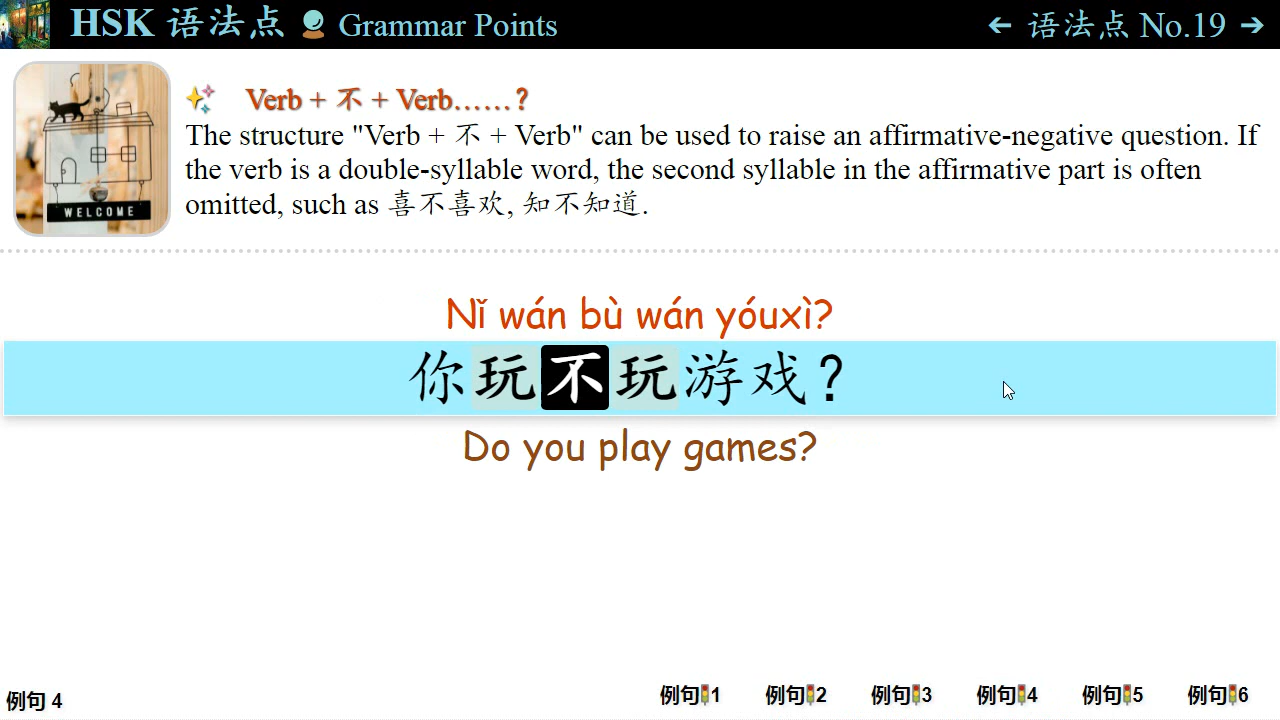 HSK 语法点 Grammar Points
← 语法点 No.19 →
WELCOME
Verb + 不 + Verb……？
The structure "Verb + 不 + Verb" can be used to raise an affirmative-negative question. If
the verb is a double-syllable word, the second syllable in the affirmative part is often
omitted, such as 喜不喜欢, 知不知道.
Nǐ wán bù wán yóuxì?
你玩不玩游戏？
Do you play games?
例句 4
例句🚦1 例句🚦2 例句🚦3 例句🚦4 例句🚦5 例句🚦6